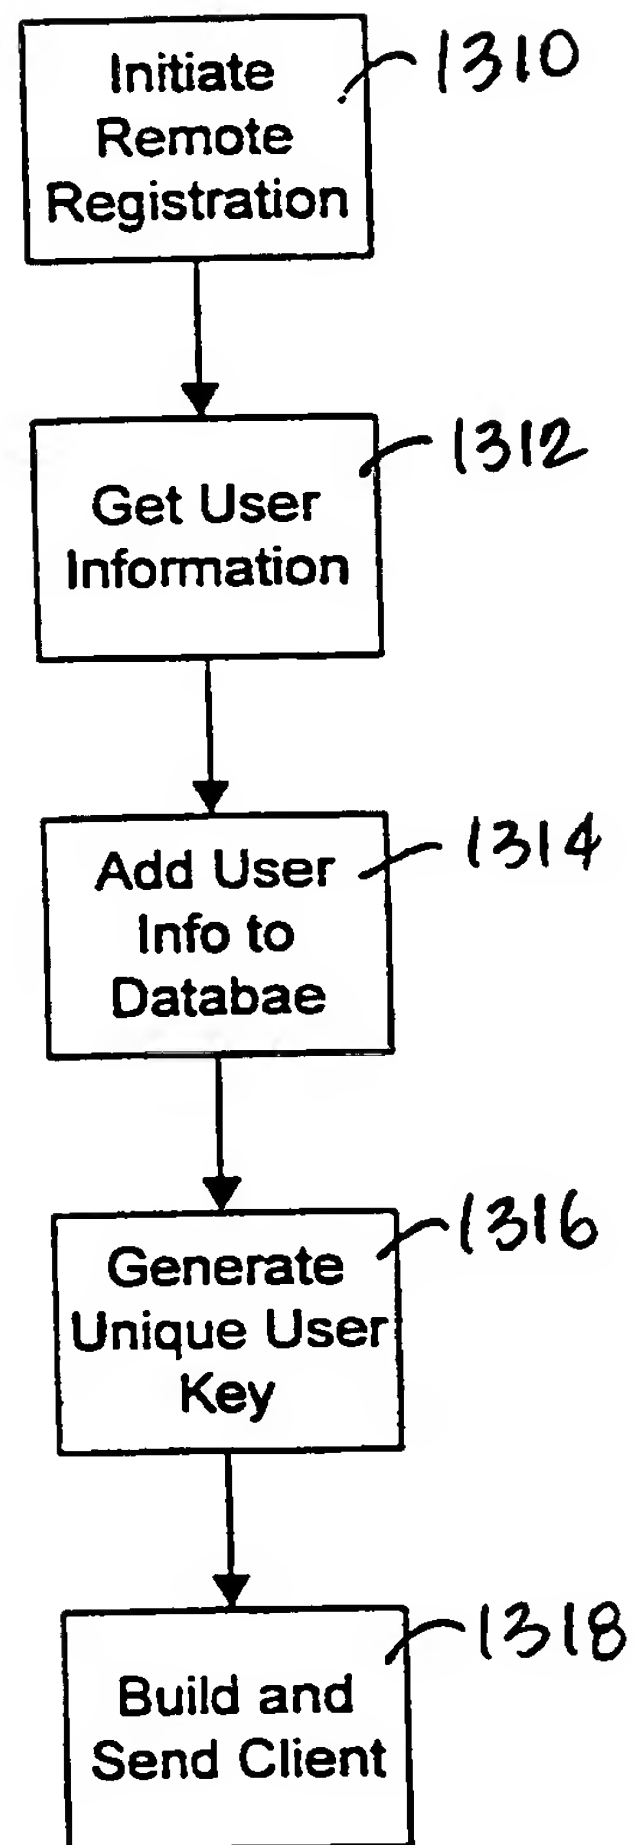 Initiate
Remote
Registration
1310
Get User
Information
1312
Add User
Info to
Databae
1314
Generate
Unique User
Key
1316
Build and
Send Client
1318